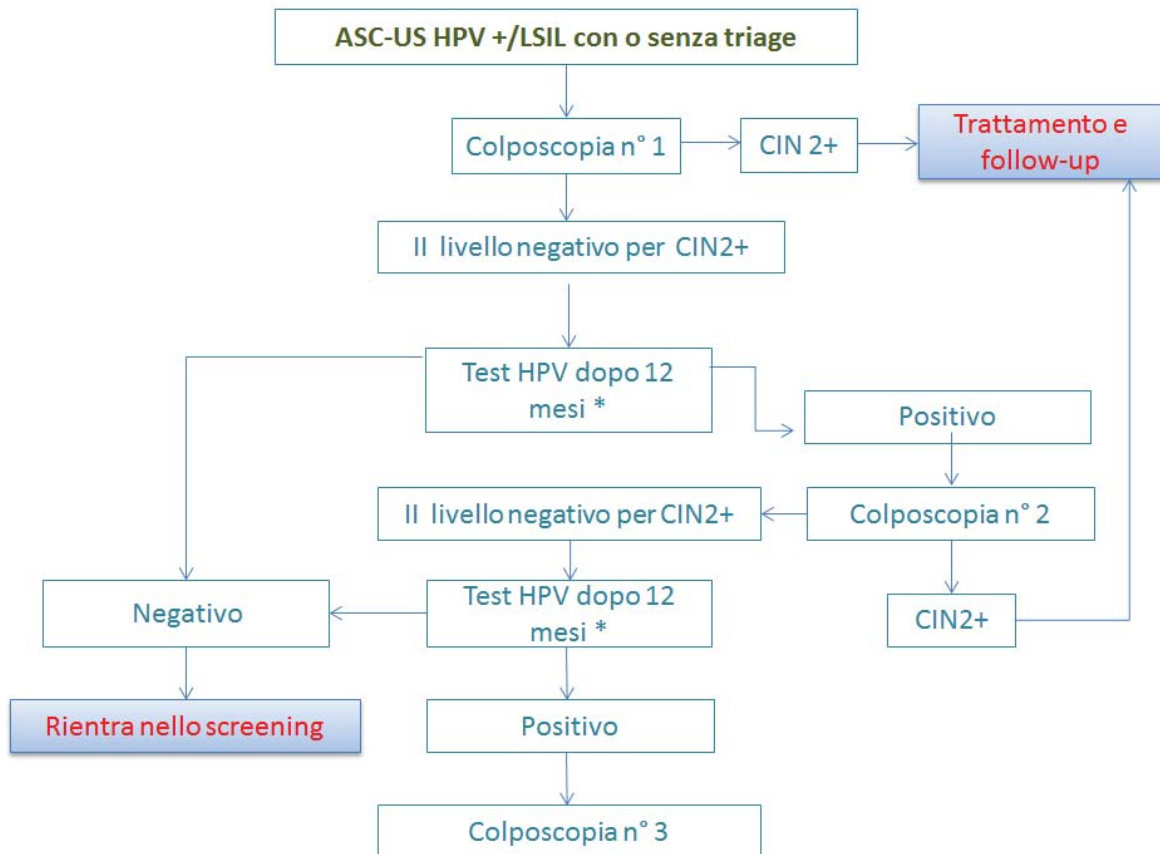 ASC-US HPV +/LSIL con o senza triage
Colposcopia n° 1
CIN 2+
Trattamento e
follow-up
II livello negativo per CIN2+
Test HPV dopo 12
mesi *
Positivo
II livello negativo per CIN2+
Colposcopia n° 2
Negativo
Test HPV dopo 12
mesi *
CIN2+
Rientra nello screening
Positivo
Colposcopia n° 3